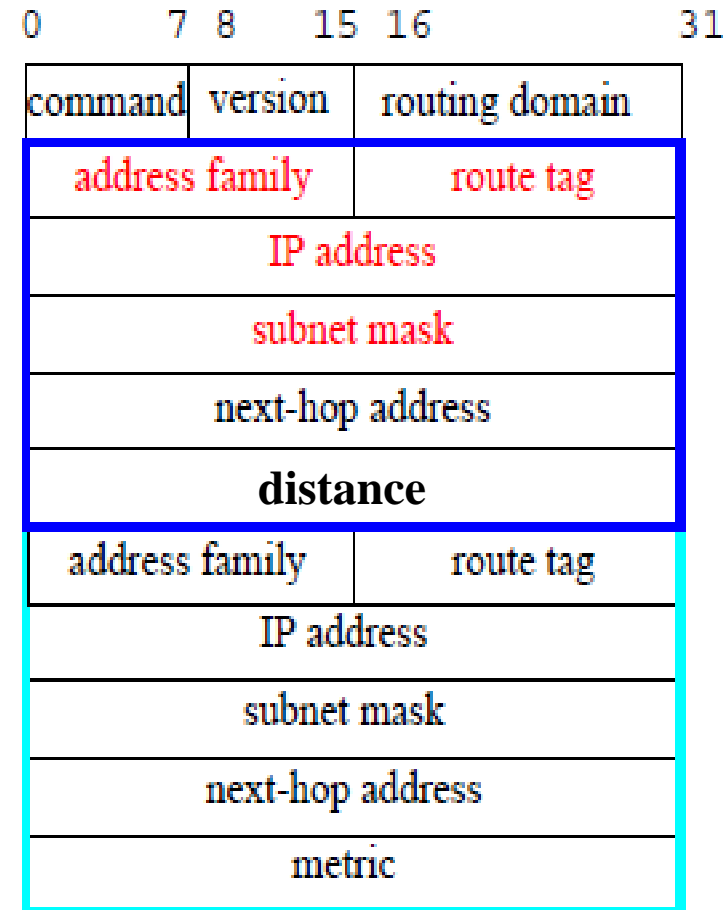 0 7 8 15 16 31
command version routing domain
address family route tag
IP address
subnet mask
next-hop address
distance
address family route tag
IP address
subnet mask
next-hop address
metric